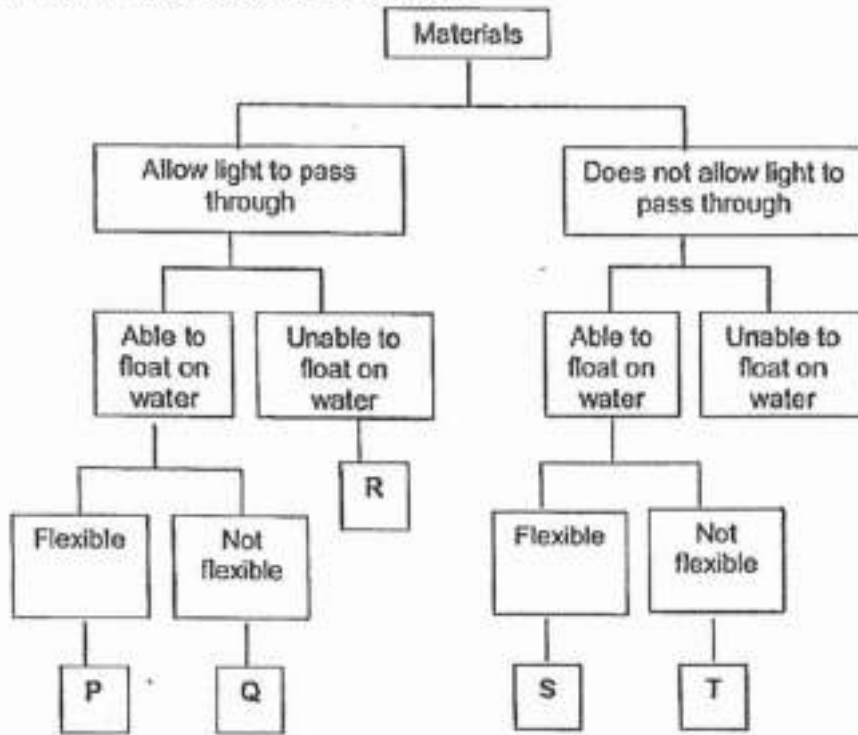 Materials
Allow light to pass
through
Does not allow light to
pass through
Able to
float on
water
Unable to
float on
water
Able to
float on
water
Unable to
float on
water
R
Flexible
Not
flexible
Flexible
Not
flexible
P
Q
S
T